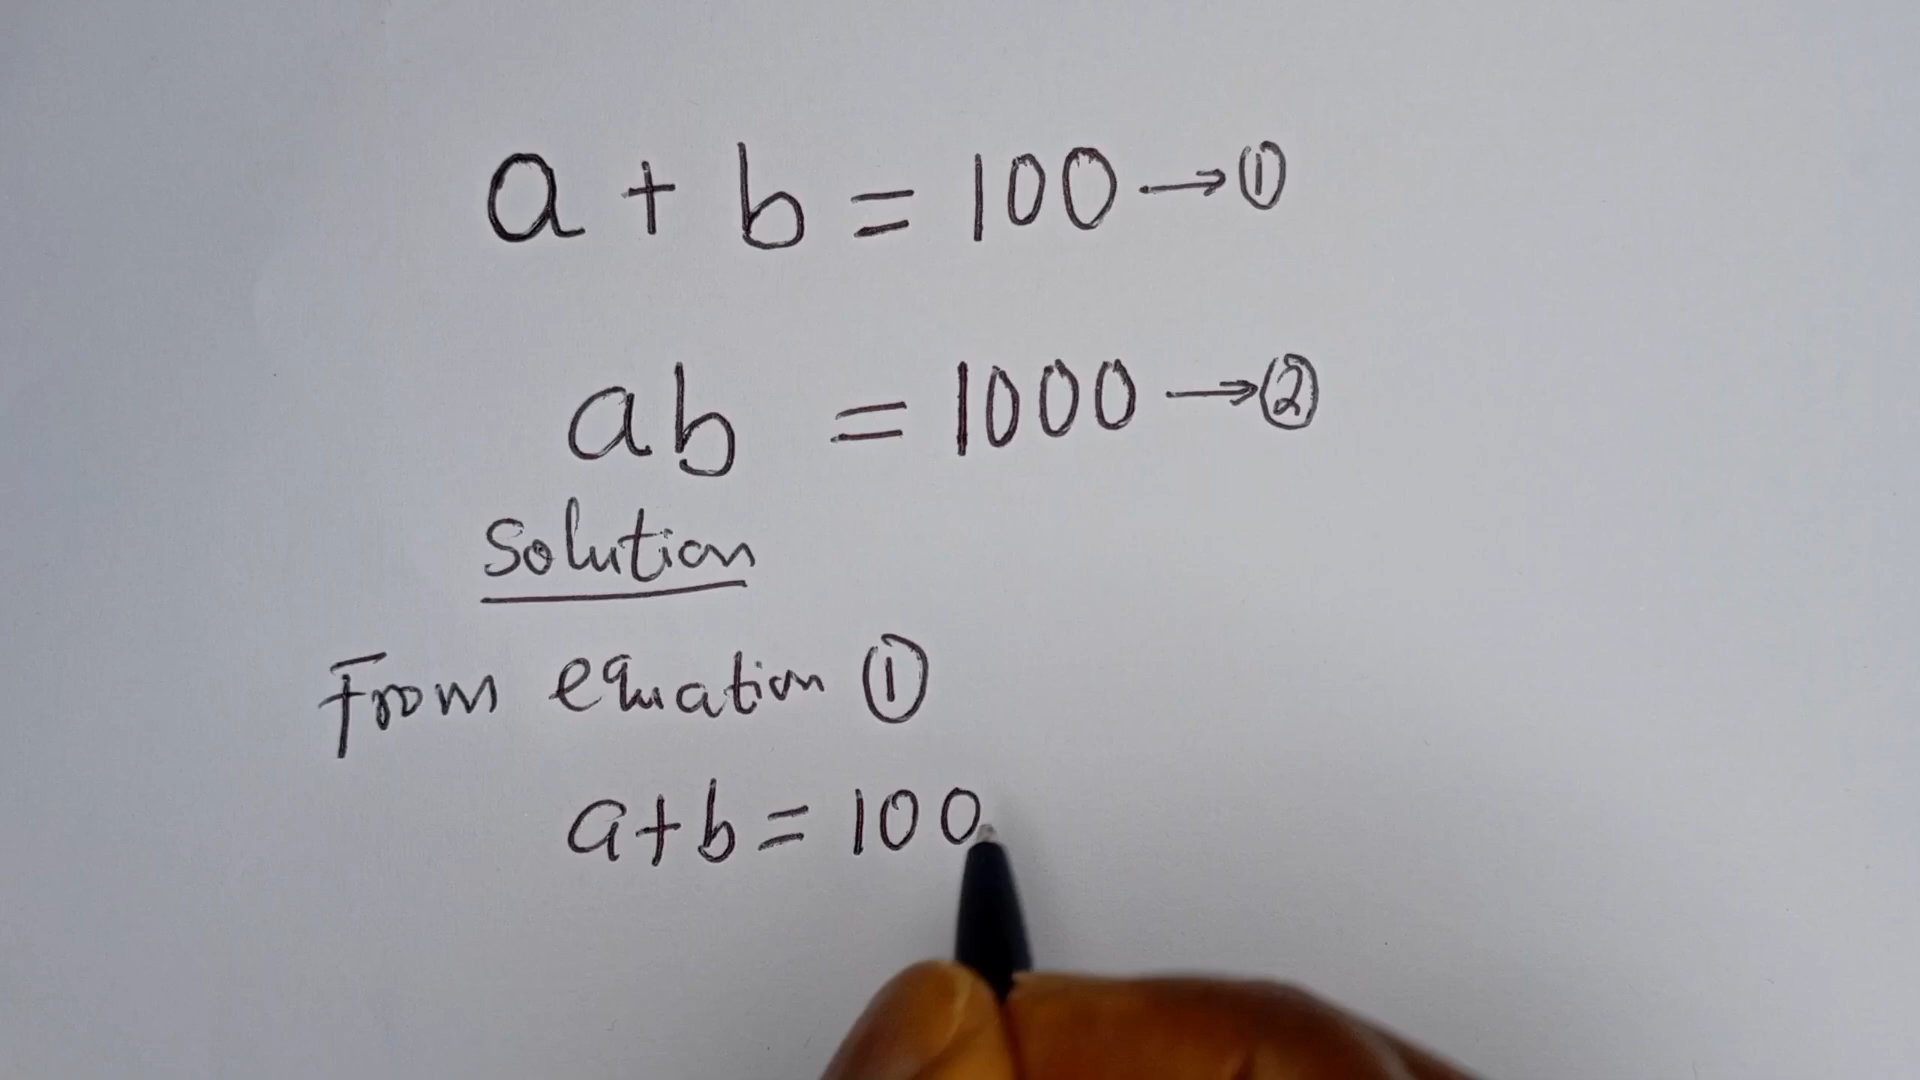 a + b = 100 → ①
ab = 1000 → ②
Solution
From equation ①
a+b = 100